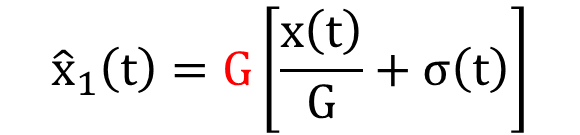 x̂₁(t) = G [x(t)/G + σ(t)]